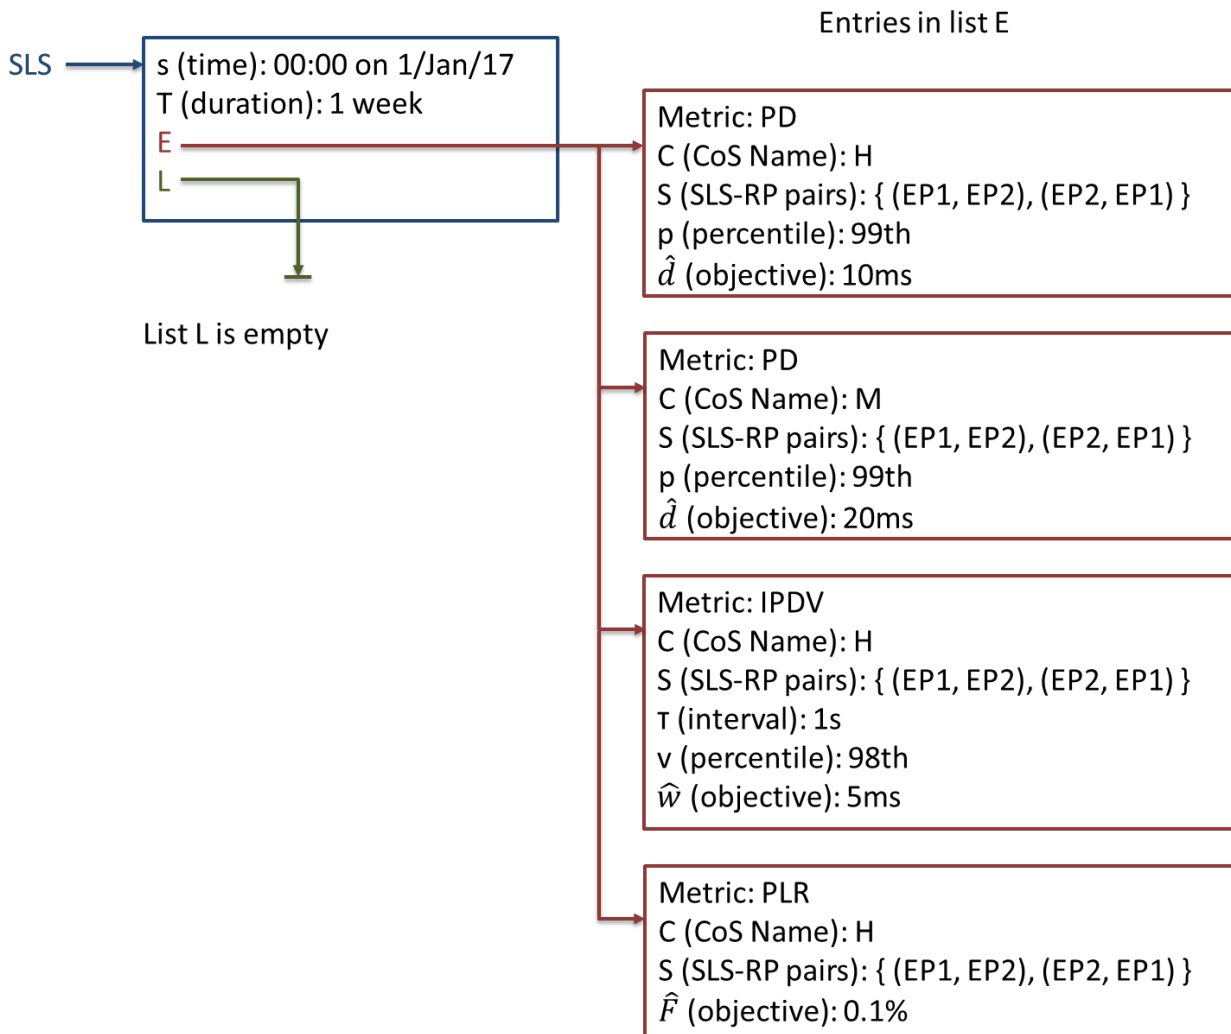 Entries in list E
SLS
s (time): 00:00 on 1/Jan/17
T (duration): 1 week
E
L
List L is empty
Metric: PD
C (CoS Name): H
S (SLS-RP pairs): { (EP1, EP2), (EP2, EP1) }
p (percentile): 99th
d̂ (objective): 10ms
Metric: PD
C (CoS Name): M
S (SLS-RP pairs): { (EP1, EP2), (EP2, EP1) }
p (percentile): 99th
d̂ (objective): 20ms
Metric: IPDV
C (CoS Name): H
S (SLS-RP pairs): { (EP1, EP2), (EP2, EP1) }
τ (interval): 1s
v (percentile): 98th
ŵ (objective): 5ms
Metric: PLR
C (CoS Name): H
S (SLS-RP pairs): { (EP1, EP2), (EP2, EP1) }
F̂ (objective): 0.1%